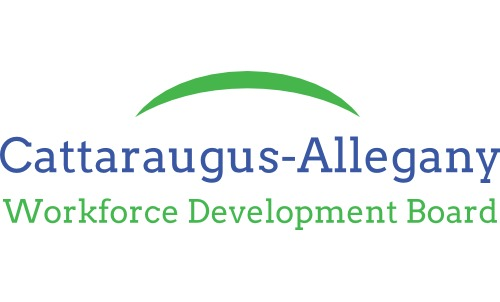 Cattaraugus-Allegany
Workforce Development Board